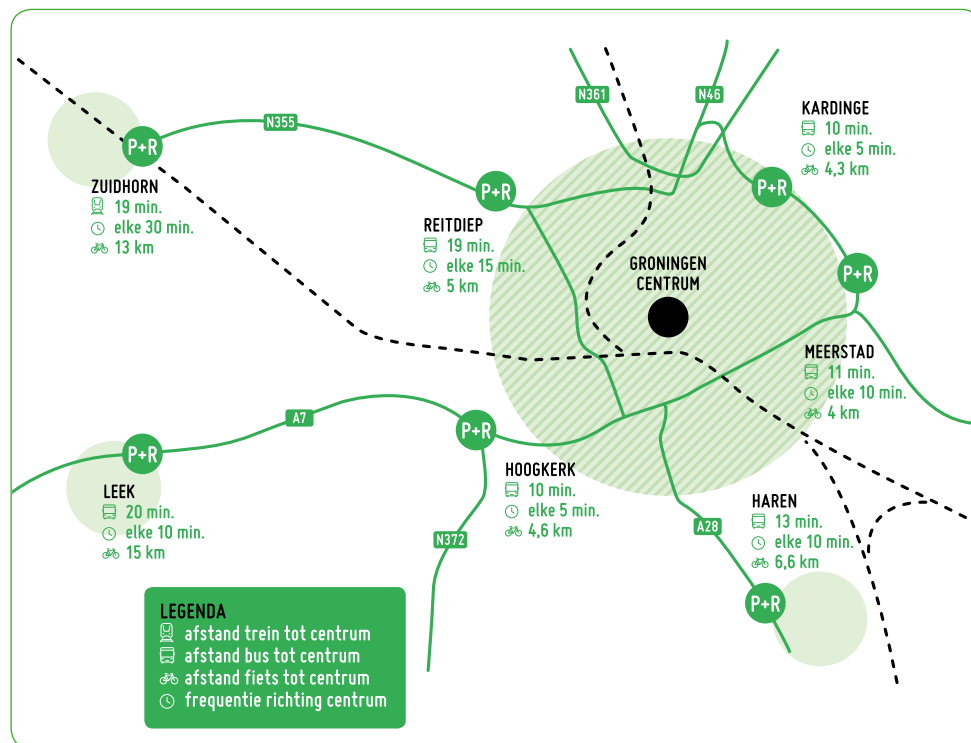 N361
N46
KARDINGE
10 min.
elke 5 min.
4,3 km
N355
P+R
ZUIDHORN
19 min.
elke 30 min.
13 km
P+R
REITDIEP
19 min.
elke 15 min.
5 km
P+R
GRONINGEN
CENTRUM
P+R
MEERSTAD
11 min.
elke 10 min.
4 km
A7
P+R
P+R
LEEK
20 min.
elke 10 min.
15 km
HOOGKERK
10 min.
elke 5 min.
4,6 km
N372
A28
HAREN
13 min.
elke 10 min.
6,6 km
P+R
LEGENDA
afstand trein tot centrum
afstand bus tot centrum
afstand fiets tot centrum
frequentie richting centrum